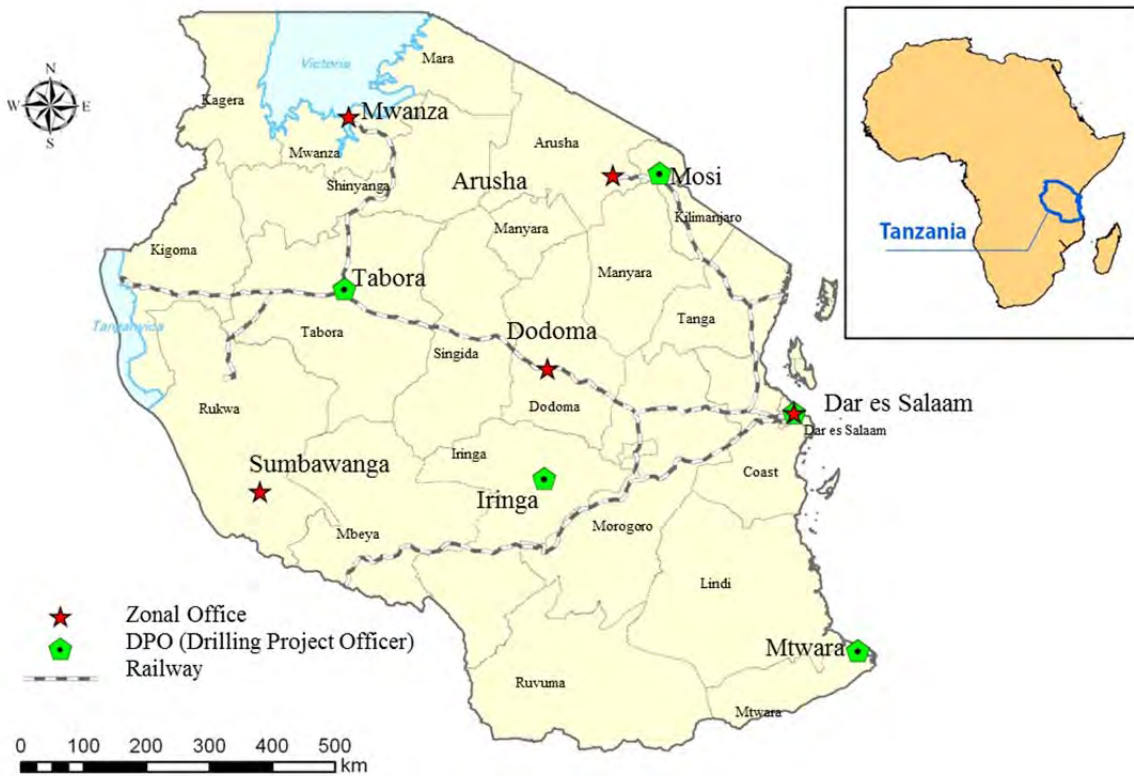 N
W
E
S
Victoria
Mara
Kagera
Mwanza
Mwanza
Arusha
Shinyanga
Arusha
Mosi
Kilimanjaro
Kigoma
Manyara
Manyara
Tabora
Tanganyica
Tabora
Singida
Dodoma
Dodoma
Tanga
Rukwa
Dar es Salaam
Dar es Salaam
Iringa
Sumbawanga
Iringa
Coast
Mbeya
Morogoro
Lindi
Mtwara
Ruvuma
Mtwara
Tanzania
Zonal Office
DPO (Drilling Project Officer)
Railway
0 100 200 300 400 500
km